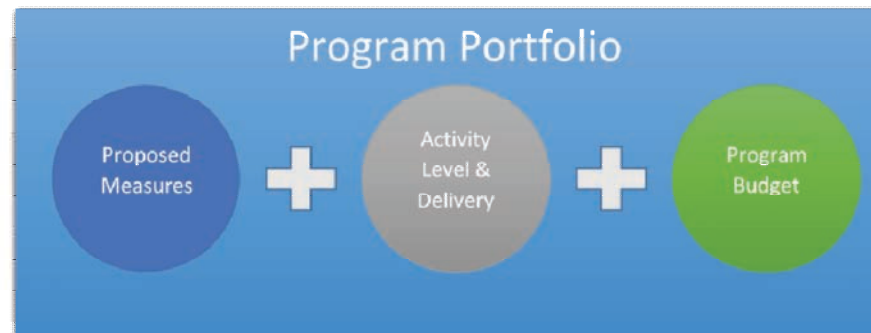 Program Portfolio
Proposed
Measures
Activity
Level &
Delivery
Program
Budget